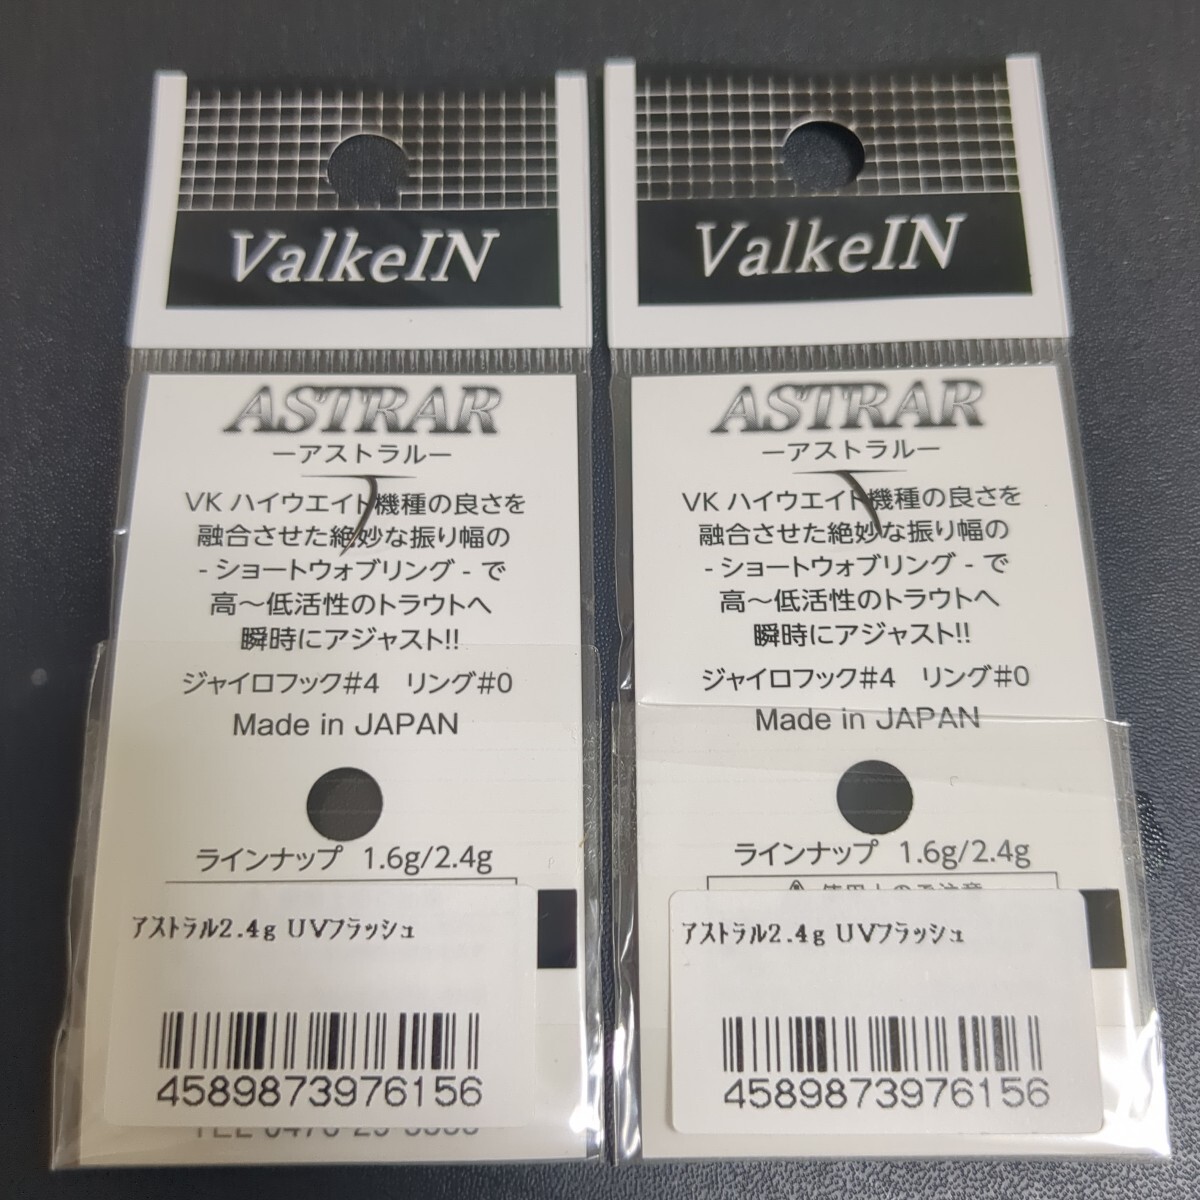 ValkeIN
ASTRAR
ーアストラルー
VK ハイウエイト機種の良さを
融合させた絶妙な振り幅の
- ショートウォブリング - で
高～低活性のトラウトへ
瞬時にアジャスト!!
ジャイロフック#4　リング#0
Made in JAPAN
ラインナップ 1.6g/2.4g
アストラル2.4g UVフラッシュ
4589873976156
ValkeIN
ASTRAR
ーアストラルー
VK ハイウエイト機種の良さを
融合させた絶妙な振り幅の
- ショートウォブリング - で
高～低活性のトラウトへ
瞬時にアジャスト!!
ジャイロフック#4　リング#0
Made in JAPAN
ラインナップ 1.6g/2.4g
アストラル2.4g UVフラッシュ
4589873976156